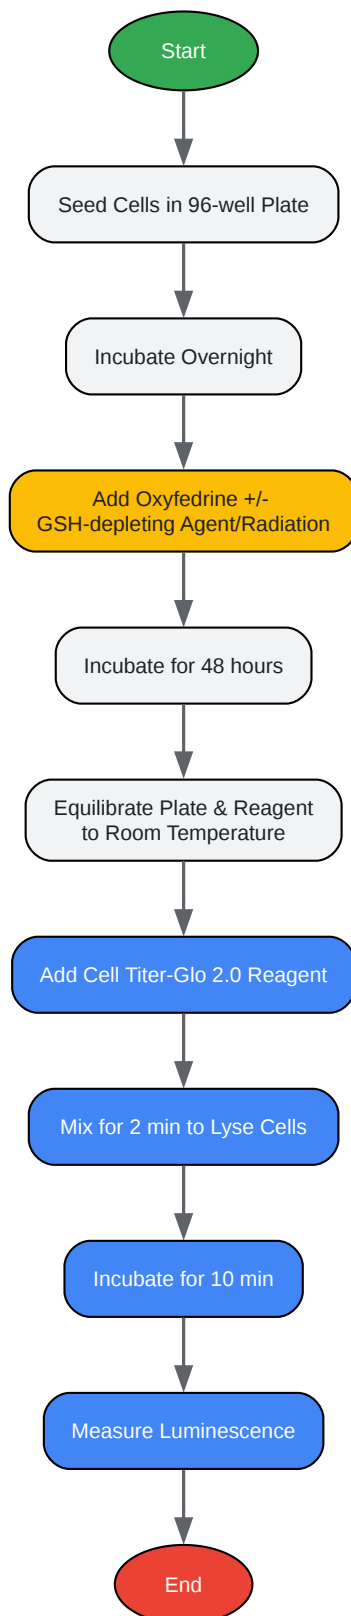 Start
Seed Cells in 96-well Plate
Incubate Overnight
Add Oxyfedrine +/-
GSH-depleting Agent/Radiation
Incubate for 48 hours
Equilibrate Plate & Reagent
to Room Temperature
Add Cell Titer-Glo 2.0 Reagent
Mix for 2 min to Lyse Cells
Incubate for 10 min
Measure Luminescence
End